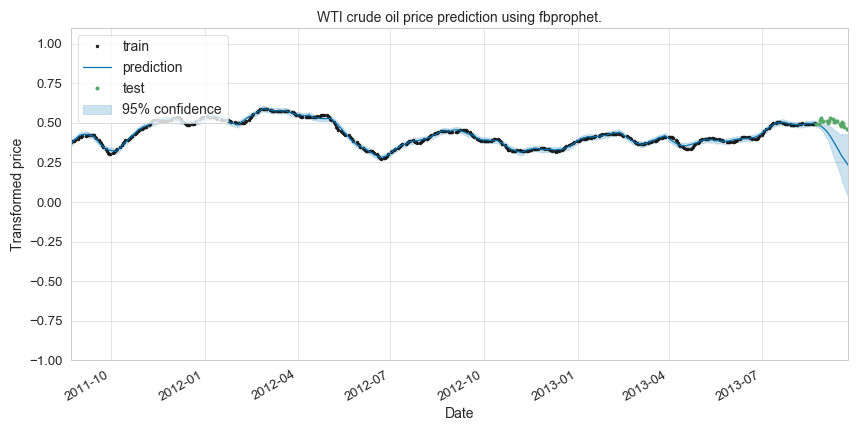 WTI crude oil price prediction using fbprophet.
train
prediction
test
95% confidence
Transformed price
1.00
0.75
0.50
0.25
0.00
−0.25
−0.50
−0.75
−1.00
2011-10
2012-01
2012-04
2012-07
2012-10
2013-01
2013-04
2013-07
Date